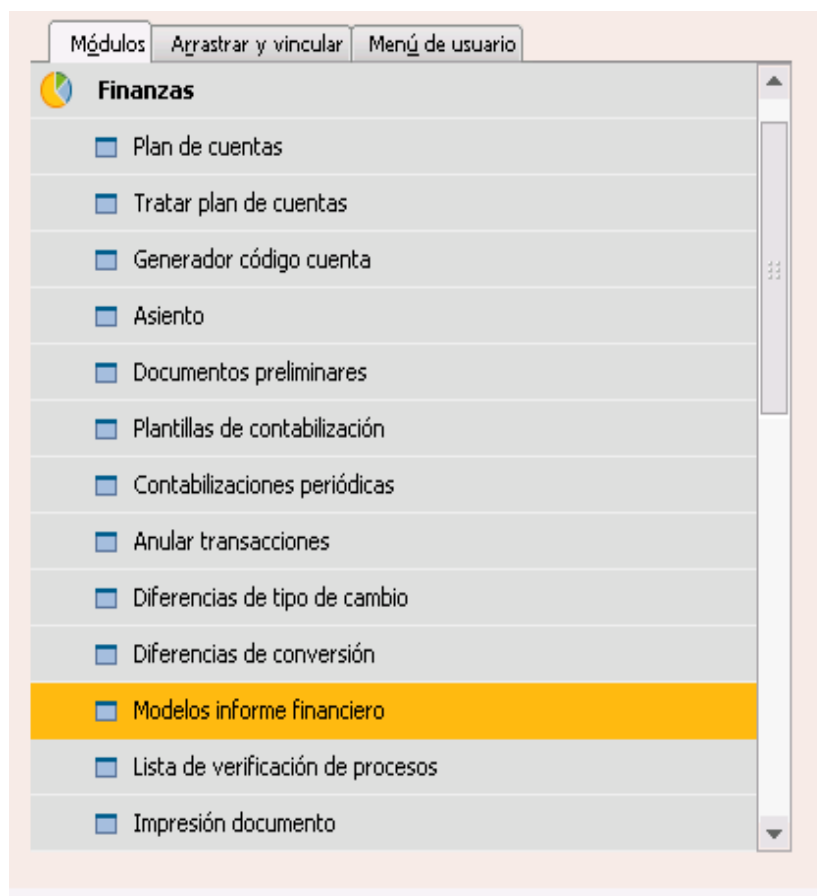 Módulos Arrastrar y vincular Menú de usuario
Finanzas
Plan de cuentas
Tratar plan de cuentas
Generador código cuenta
Asiento
Documentos preliminares
Plantillas de contabilización
Contabilizaciones periódicas
Anular transacciones
Diferencias de tipo de cambio
Diferencias de conversión
Modelos informe financiero
Lista de verificación de procesos
Impresión documento